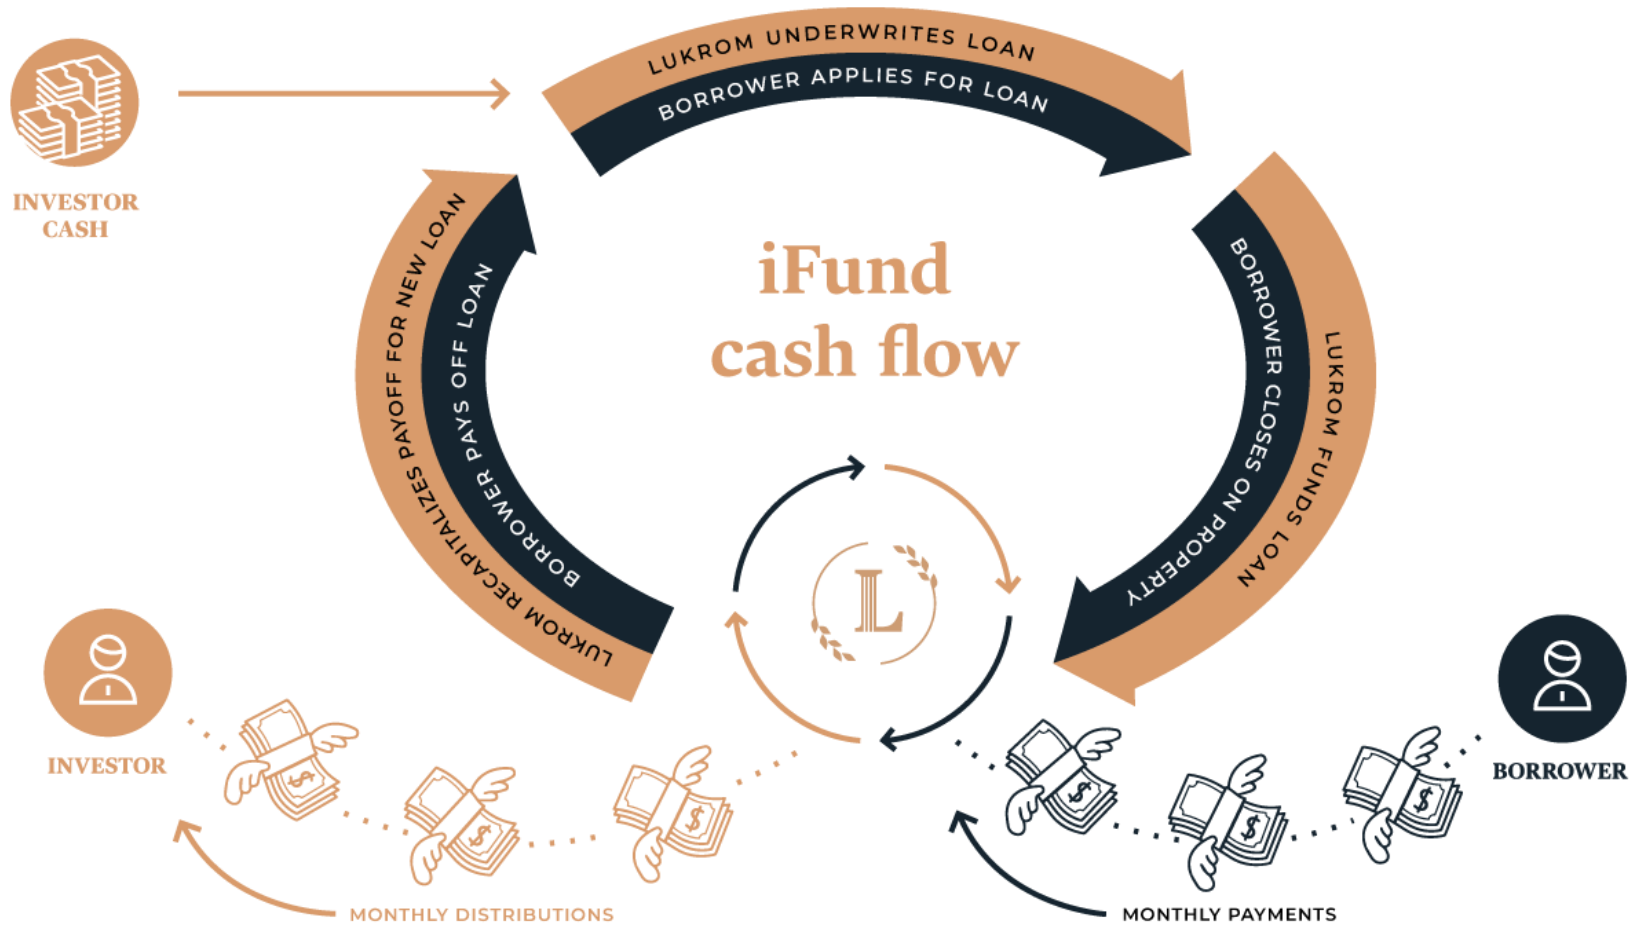 LUKROM UNDERWRITES LOAN
BORROWER APPLIES FOR LOAN
INVESTOR
CASH
LUKROM RECAPITALIZES PAYOFF FOR NEW LOAN
BORRROWER PAYS OFF LOAN
iFund
cash flow
BORROWER CLOSES ON PROPERTY
LUKROM FUNDS LOAN
L
INVESTOR
BORROWER
$
$
$
$
$
$
MONTHLY DISTRIBUTIONS
MONTHLY PAYMENTS